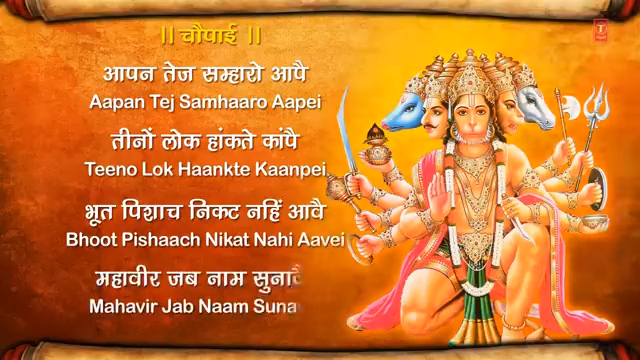 ॥ चौपाई ॥
आपन तेज सम्हारो आपै
Aapan Tej Samhaaro Aapei
तीनों लोक हांकते कांपै
Teeno Lok Haankte Kaanpei
भूत पिशाच निकट नहिं आवै
Bhoot Pishaach Nikat Nahi Aavei
महावीर जब नाम
Mahavir Jab Naam
T